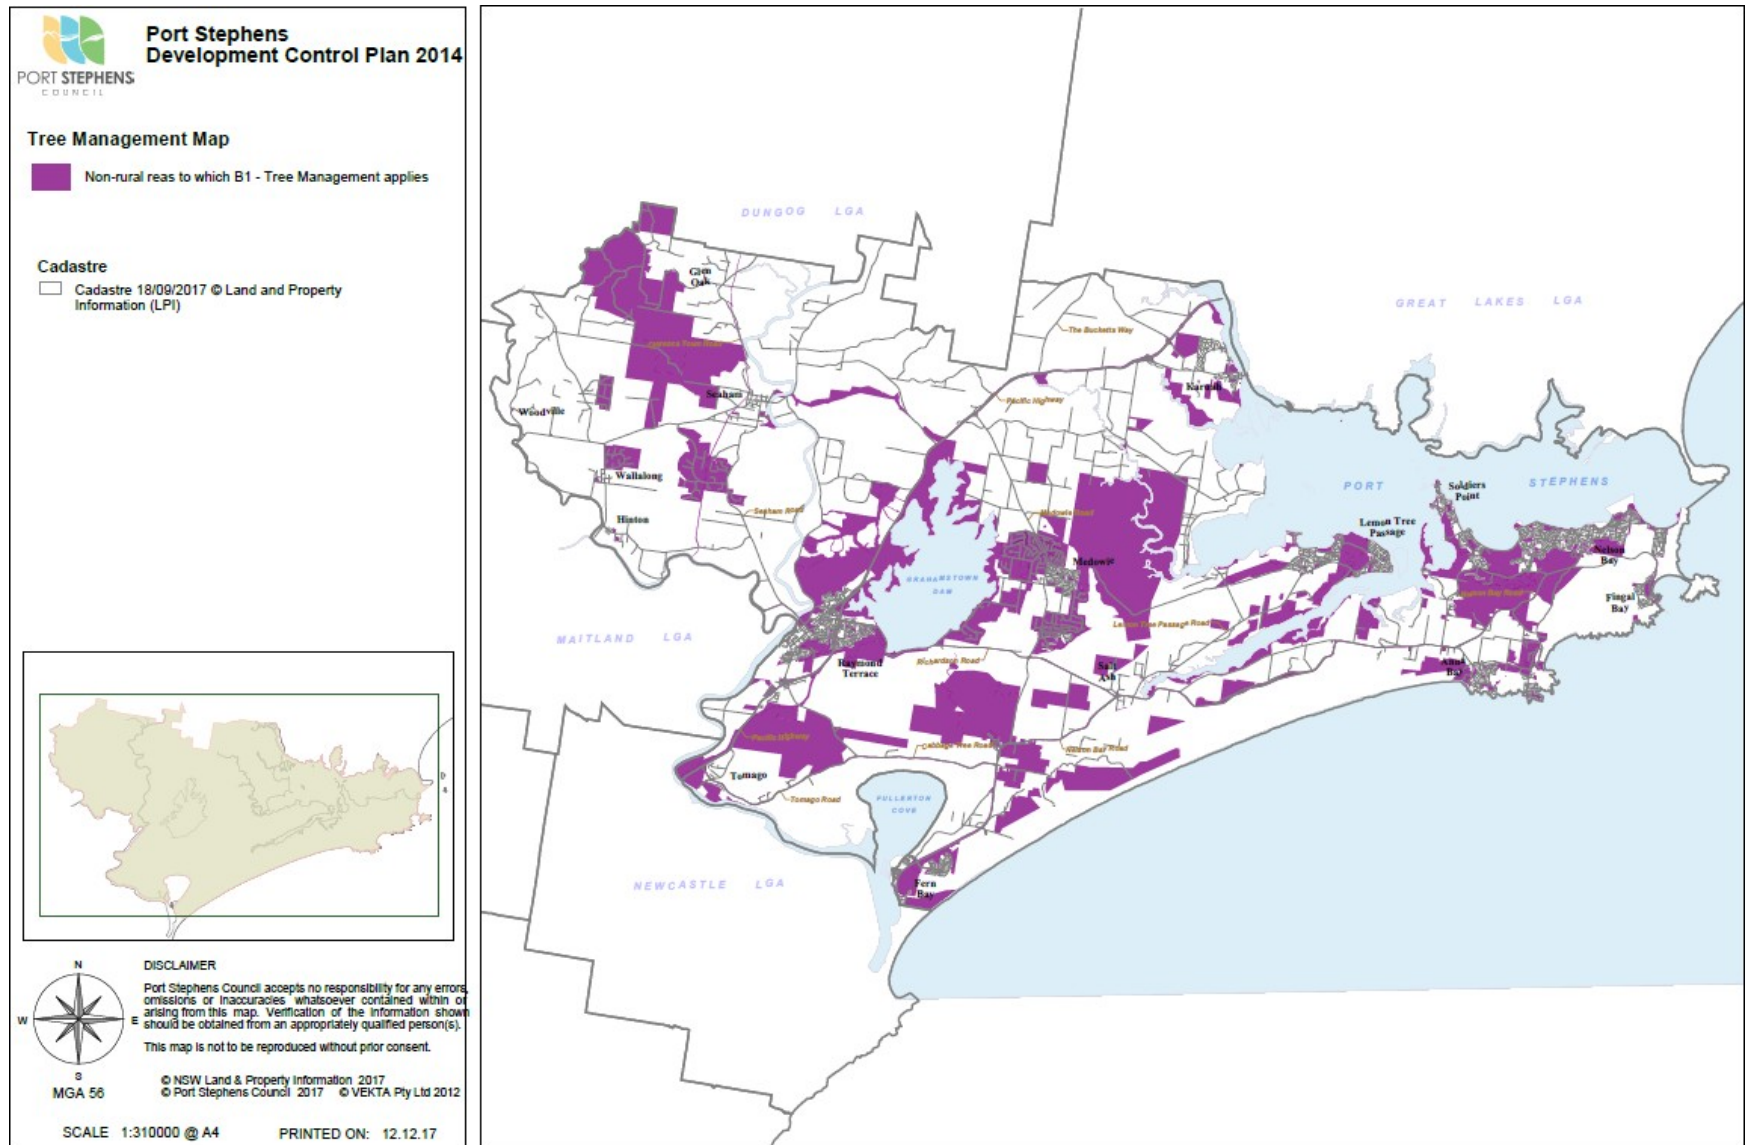 PORT STEPHENS
COUNCIL
Port Stephens
Development Control Plan 2014
Tree Management Map
Non-rural reas to which B1 - Tree Management applies
Cadastre
Cadastre 18/09/2017 © Land and Property
Information (LPI)
N
W
E
S
MGA 56
DISCLAIMER
Port Stephens Council accepts no responsibility for any errors,
omissions or inaccuracies whatsoever contained within or
arising from this map. Verification of the information shown
should be obtained from an appropriately qualified person(s).
This map is not to be reproduced without prior consent.
© NSW Land & Property Information 2017
© Port Stephens Council 2017 © VEKTA Pty Ltd 2012
SCALE 1:310000 @ A4 PRINTED ON: 12.12.17
DUNGOG LGA
Glen
Oak
GREAT LAKES LGA
The Bucketts Way
Karuah
Seaham
Pacific Highway
Woodville
Wallalong
PORT STEPHENS
Soldiers
Point
Seaham Road
Medowie Road
Hinton
Lemon Tree
Passage
Nelson
Bay
Medowie
GRAHAMSTOWN
DAM
Nelson Bay Road
Fingal
Bay
Lemon Tree Passage Road
MAITLAND LGA
Raymond
Terrace
Richardson Road
Salt
Ash
Anna
Bay
Pacific Highway
Cabbage Tree Road
Nelson Bay Road
Tomago
Tomago Road
FULLERTON
COVE
NEWCASTLE LGA
Fern
Bay